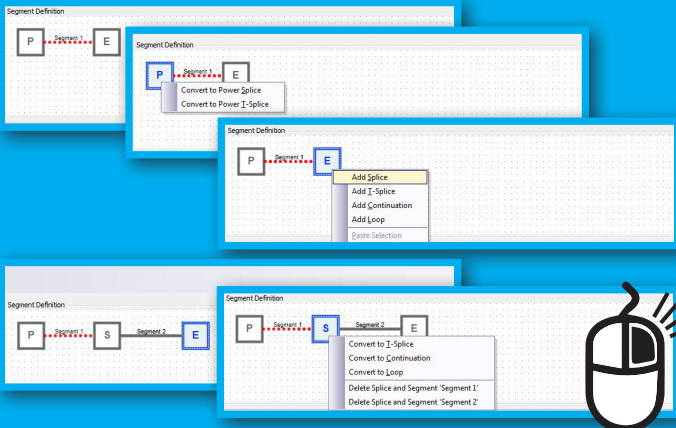 Segment Definition
P Segment 1 E
Segment Definition
P Segment 1 E
Convert to Power Splice
Convert to Power T-Splice
Segment Definition
P Segment 1 E
Add Splice
Add T-Splice
Add Continuation
Add Loop
Paste Selection
Segment Definition
P Segment 1 S Segment 2 E
Segment Definition
P Segment 1 S Segment 2 E
Convert to T-Splice
Convert to Continuation
Convert to Loop
Delete Splice and Segment 'Segment 1'
Delete Splice and Segment 'Segment 2'